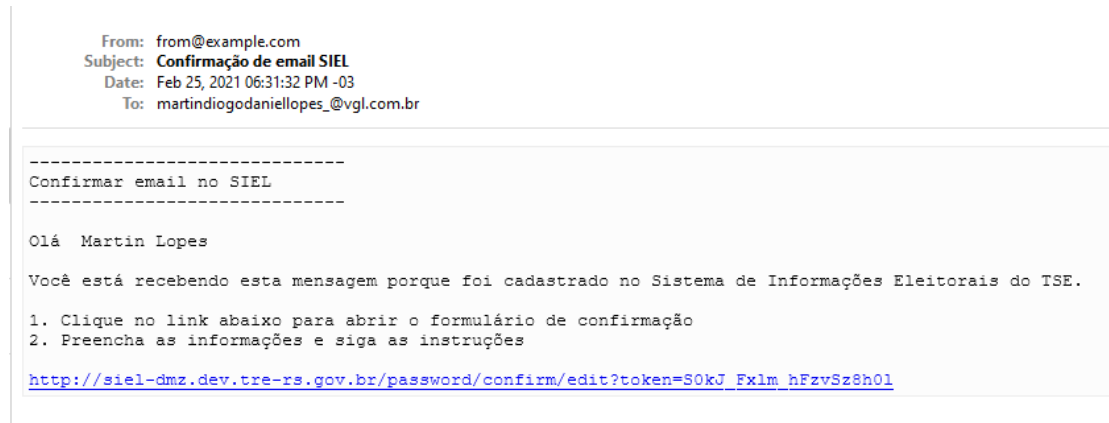 From: from@example.com
Subject: Confirmação de email SIEL
Date: Feb 25, 2021 06:31:32 PM -03
To: martindiogodaniellopes_@vgl.com.br
------------------------------
Confirmar email no SIEL
------------------------------
Olá  Martin Lopes
Você está recebendo esta mensagem porque foi cadastrado no Sistema de Informações Eleitorais do TSE.
1. Clique no link abaixo para abrir o formulário de confirmação
2. Preencha as informações e siga as instruções
http://siel-dmz.dev.tre-rs.gov.br/password/confirm/edit?token=S0kJ_Fxlm_hFzvSz8h0l